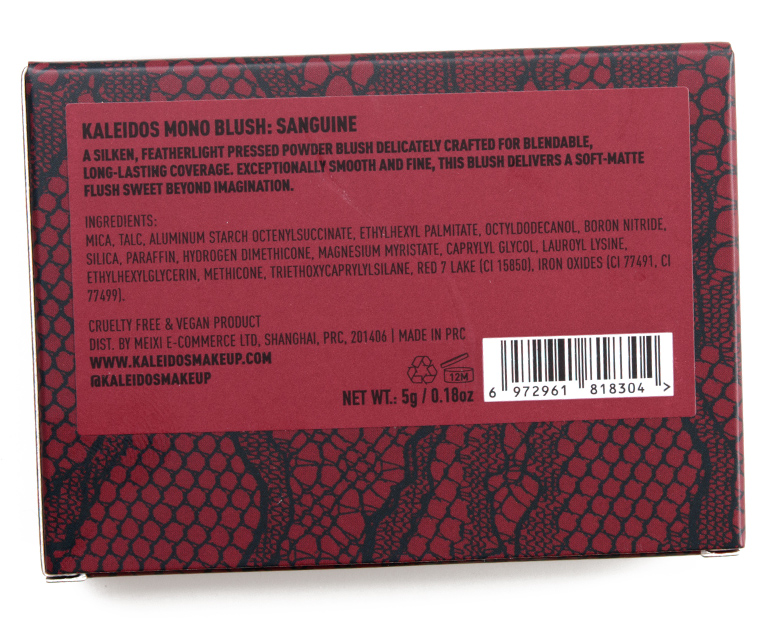 KALEIDOS MONO BLUSH: SANGUINE
A SILKEN, FEATHERLIGHT PRESSED POWDER BLUSH DELICATELY CRAFTED FOR BLENDABLE,
LONG-LASTING COVERAGE. EXCEPTIONALLY SMOOTH AND FINE, THIS BLUSH DELIVERS A SOFT-MATTE
FLUSH SWEET BEYOND IMAGINATION.
INGREDIENTS:
MICA, TALC, ALUMINUM STARCH OCTENYLSUCCINATE, ETHYLHEXYL PALMITATE, OCTYLDODECANOL, BORON NITRIDE,
SILICA, PARAFFIN, HYDROGEN DIMETHICONE, MAGNESIUM MYRISTATE, CAPRYLYL GLYCOL, LAUROYL LYSINE,
ETHYLHEXYLGLYCERIN, METHICONE, TRIETHOXYCAPRYLYLSILANE, RED 7 LAKE (CI 15850), IRON OXIDES (CI 77491, CI
77499).
CRUELTY FREE & VEGAN PRODUCT
DIST. BY MEIXI E-COMMERCE LTD, SHANGHAI, PRC, 201406 | MADE IN PRC
WWW.KALEIDOSMAKEUP.COM
@KALEIDOSMAKEUP
12M
NET WT.: 5g / 0.18oz
6 972961 818304 >